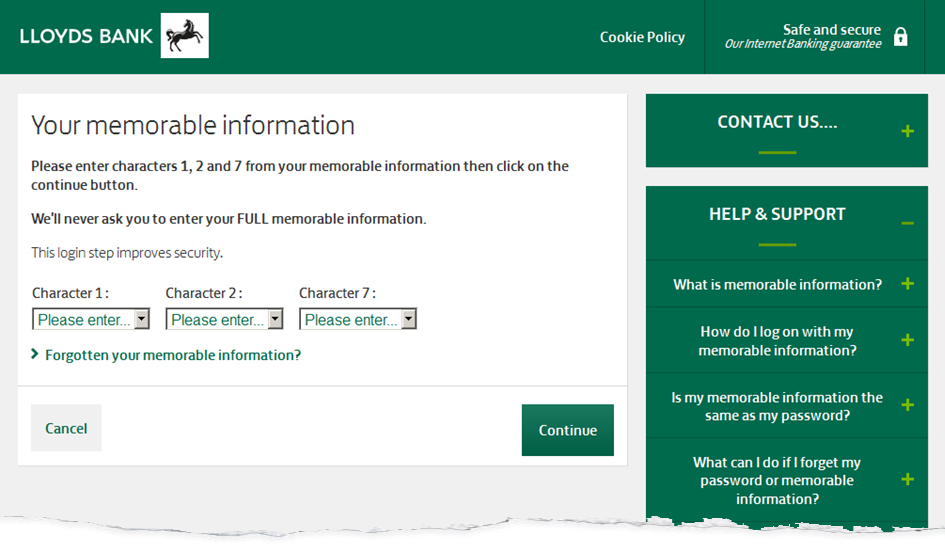 LLOYDS BANK
Cookie Policy
Safe and secure
Our Internet Banking guarantee
Your memorable information
Please enter characters 1, 2 and 7 from your memorable information then click on the
continue button.
We'll never ask you to enter your FULL memorable information.
This login step improves security.
Character 1 :
Character 2 :
Character 7 :
Please enter...
Please enter...
Please enter...
Forgotten your memorable information?
Cancel
Continue
CONTACT US....
HELP & SUPPORT
What is memorable information?
How do I log on with my
memorable information?
Is my memorable information the
same as my password?
What can I do if I forget my
password or memorable
information?